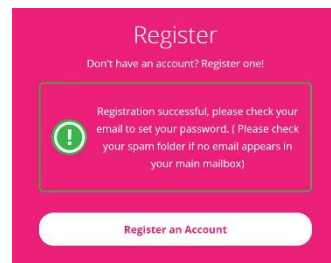 Register
Don't have an account? Register one!
Registration successful, please check your
email to set your password. ( Please check
your spam folder if no email appears in
your main mailbox)
Register an Account